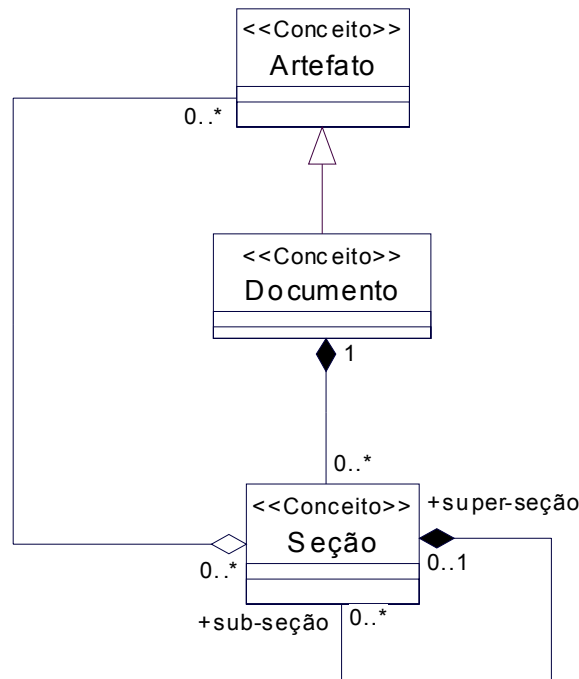 <<Conceito>>
Artefato
0..*
<<Conceito>>
Documento
1
0..*
<<Conceito>>
+super-seção
Seção
0..*
0..1
+sub-seção
0..*